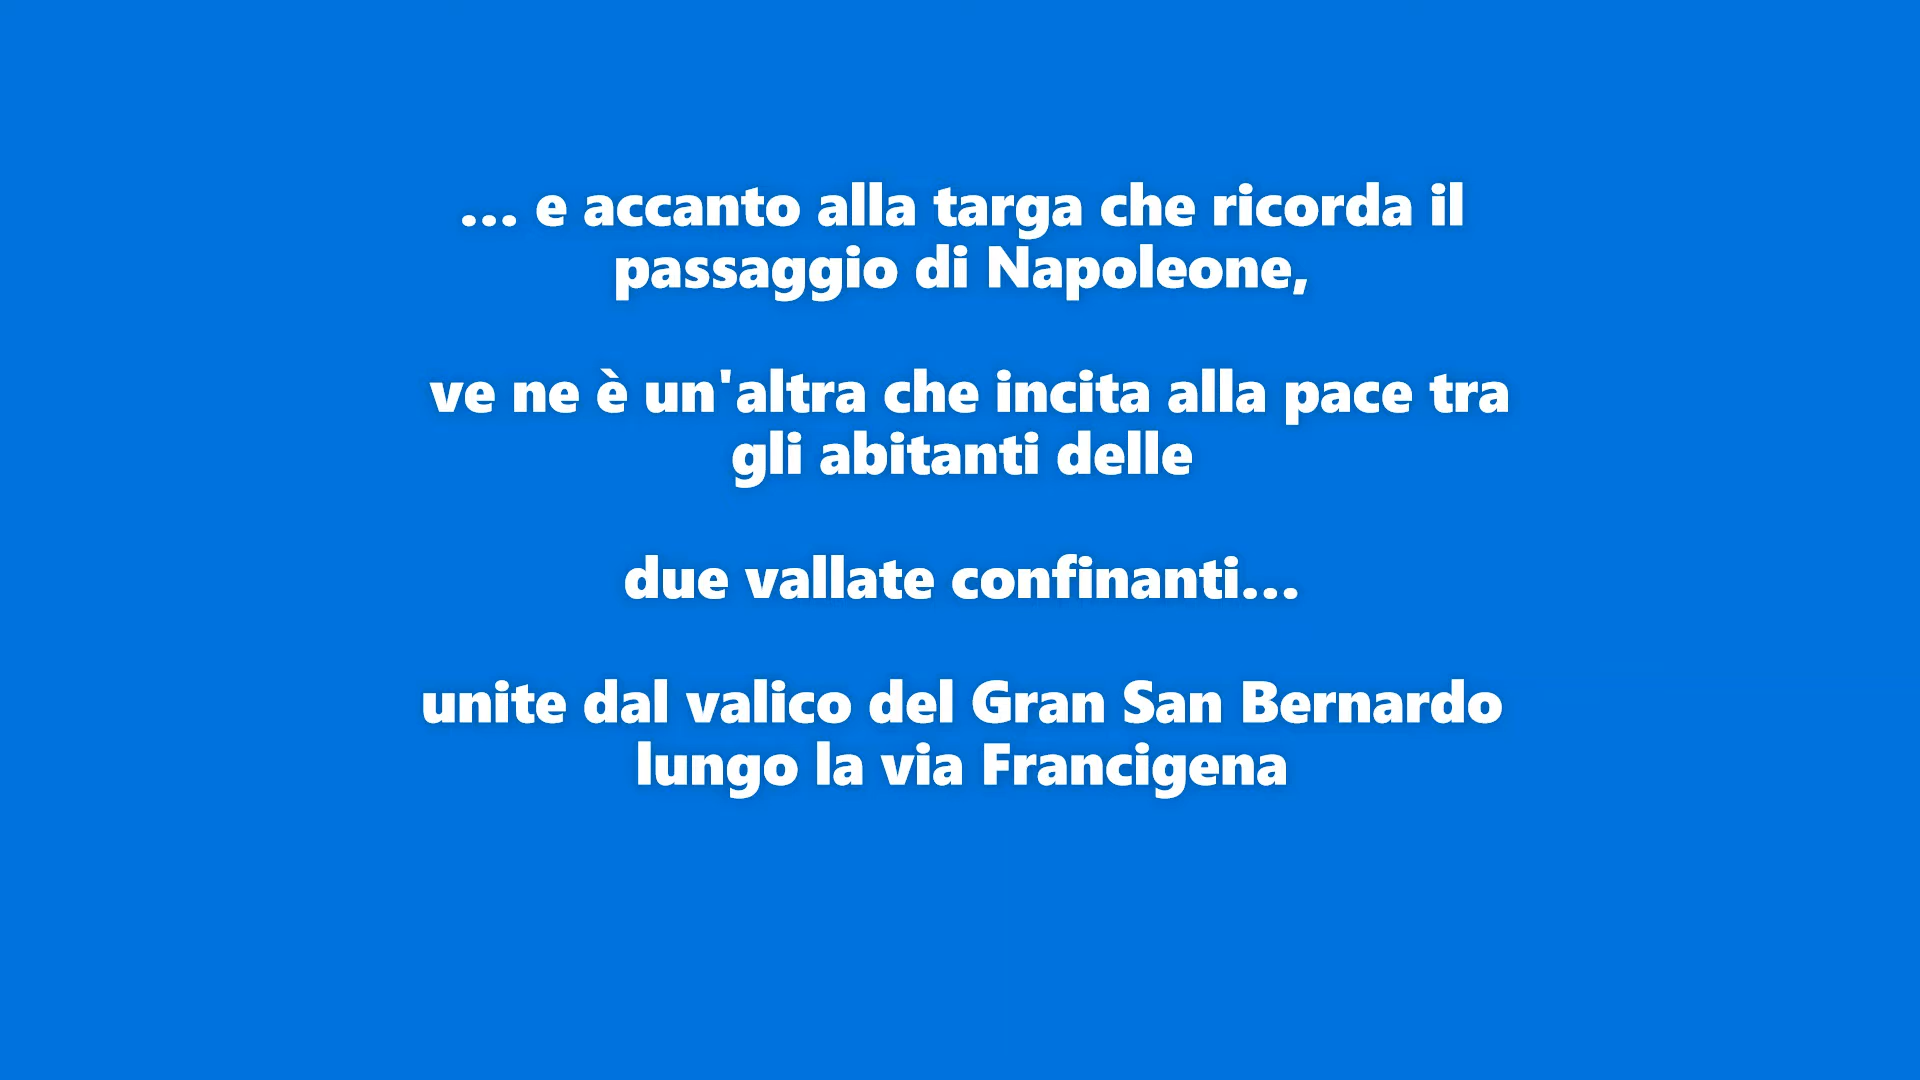 ... e accanto alla targa che ricorda il
passaggio di Napoleone,
ve ne è un'altra che incita alla pace tra
gli abitanti delle
due vallate confinanti...
unite dal valico del Gran San Bernardo
lungo la via Francigena